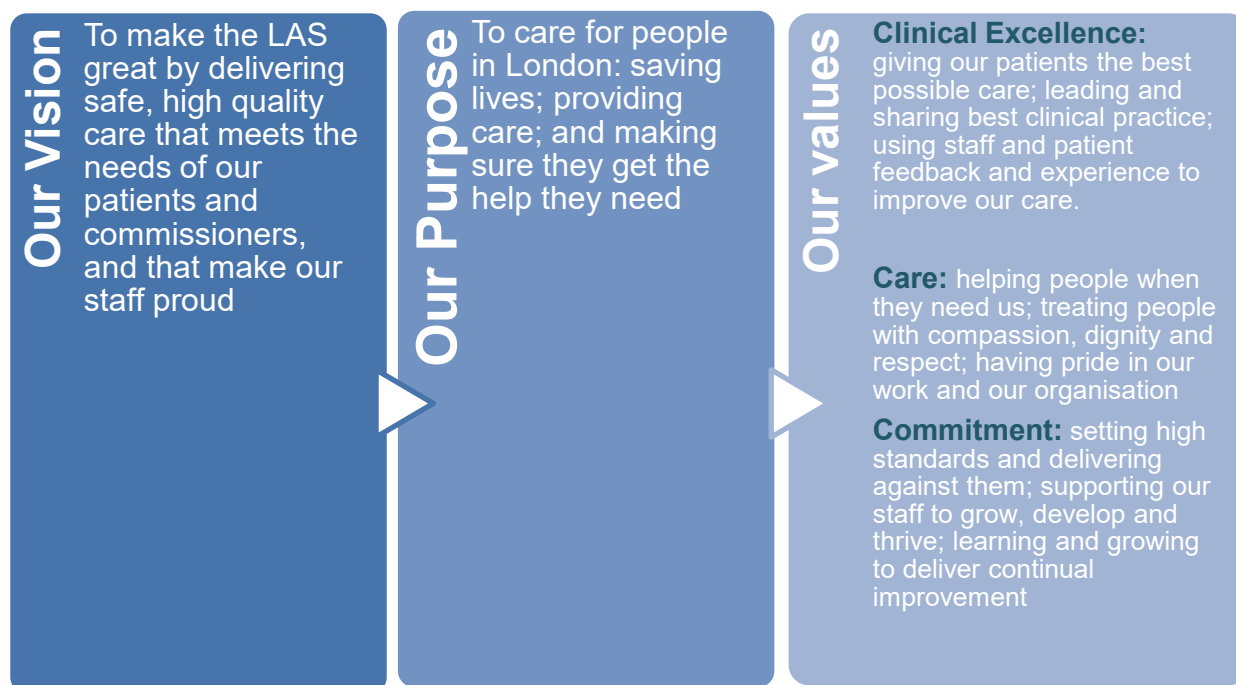 Our Vision
To make the LAS
great by delivering
safe, high quality
care that meets the
needs of our
patients and
commissioners,
and that make our
staff proud
Our Purpose
To care for people
in London: saving
lives; providing
care; and making
sure they get the
help they need
Our values
Clinical Excellence:
giving our patients the best
possible care; leading and
sharing best clinical practice;
using staff and patient
feedback and experience to
improve our care.
Care: helping people when
they need us; treating people
with compassion, dignity and
respect; having pride in our
work and our organisation
Commitment: setting high
standards and delivering
against them; supporting our
staff to grow, develop and
thrive; learning and growing
to deliver continual
improvement